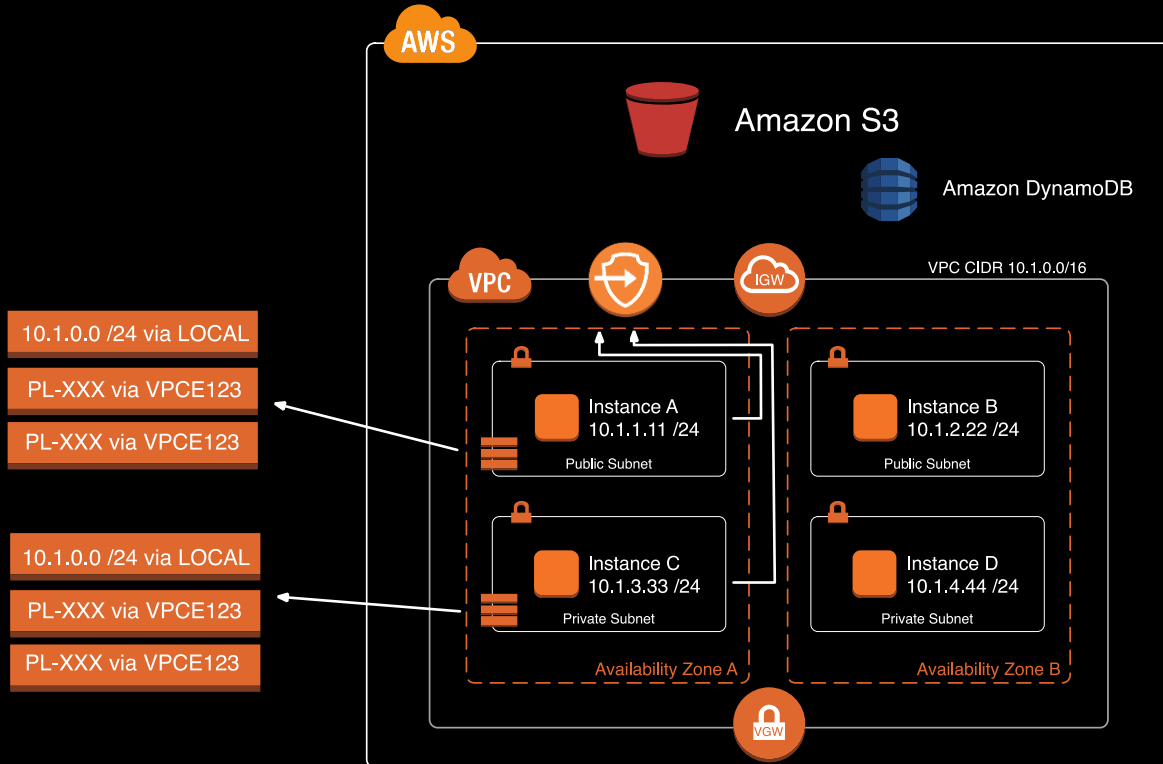 AWS
Amazon S3
Amazon DynamoDB
VPC
IGW
VPC CIDR 10.1.0.0/16
10.1.0.0 /24 via LOCAL
PL-XXX via VPCE123
PL-XXX via VPCE123
Instance A
10.1.1.11 /24
Public Subnet
Instance B
10.1.2.22 /24
Public Subnet
10.1.0.0 /24 via LOCAL
PL-XXX via VPCE123
PL-XXX via VPCE123
Instance C
10.1.3.33 /24
Private Subnet
Instance D
10.1.4.44 /24
Private Subnet
Availability Zone A
Availability Zone B
VGW